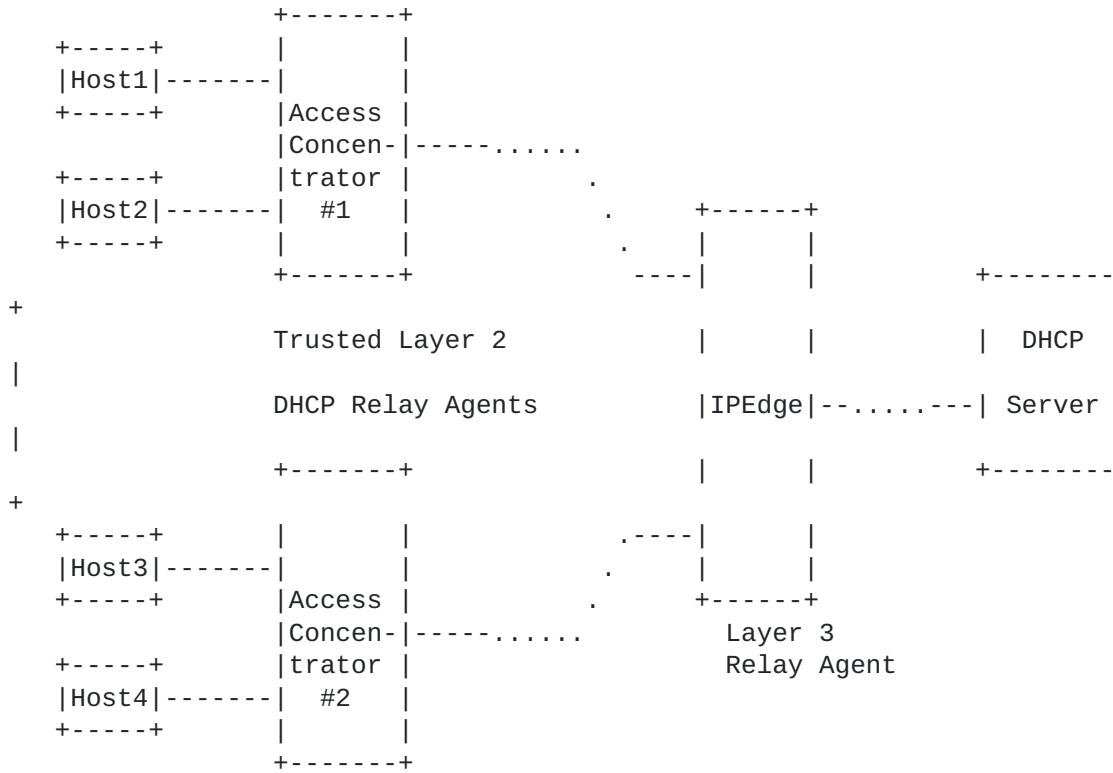 Host1
Access
Concen-
trator
Host2 #1
Trusted Layer 2 DHCP
DHCP Relay Agents IPEdge Server
Host3
Access
Concen- Layer 3
trator Relay Agent
Host4 #2